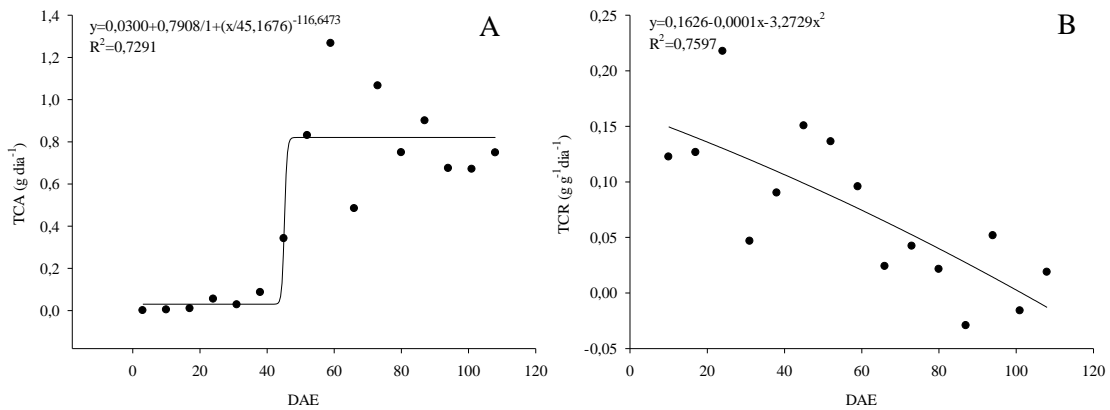 y=0,0300+0,7908/1+(x/45,1676)^-116,6473
R²=0,7291
A
1,4
1,2
1,0
0,8
0,6
0,4
0,2
0,0
TCA (g dia⁻¹)
0 20 40 60 80 100 120
DAE
y=0,1626-0,0001x-3,2729x²
R²=0,7597
B
0,25
0,20
0,15
0,10
0,05
0,00
-0,05
TCR (g g⁻¹dia⁻¹)
0 20 40 60 80 100 120
DAE